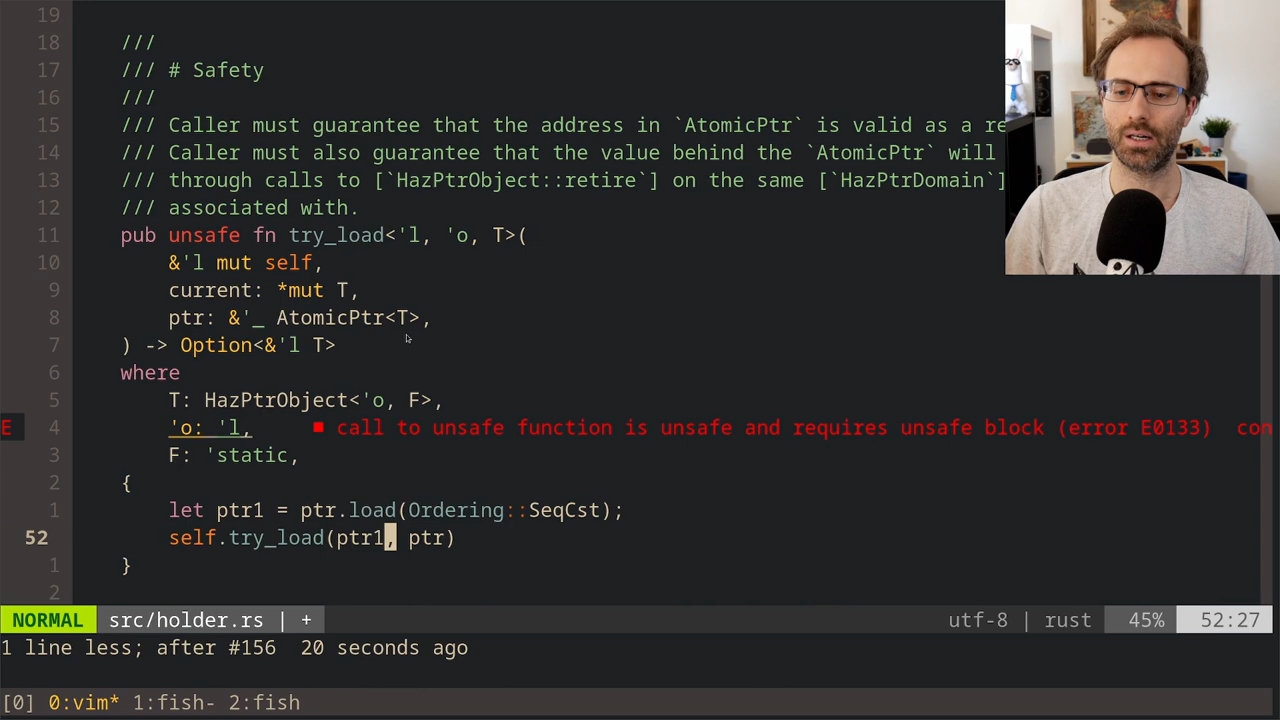 19
18 ///
17 /// # Safety
16 ///
15 /// Caller must guarantee that the address in `AtomicPtr` is valid as a re
14 /// Caller must also guarantee that the value behind the `AtomicPtr` will
13 /// through calls to [`HazPtrObject::retire`] on the same [`HazPtrDomain`]
12 /// associated with.
11 pub unsafe fn try_load<'l, 'o, T>(
10 &'l mut self,
9 current: *mut T,
8 ptr: &'_ AtomicPtr<T>,
7 ) -> Option<&'l T>
6 where
5 T: HazPtrObject<'o, F>,
E 4 'o: 'l, ■ call to unsafe function is unsafe and requires unsafe block (error E0133) con
3 F: 'static,
2 {
1 let ptr1 = ptr.load(Ordering::SeqCst);
52 self.try_load(ptr1, ptr)
1 }
2
NORMAL src/holder.rs | + utf-8 | rust 45% 52:27
1 line less; after #156 20 seconds ago
[0] 0:vim* 1:fish- 2:fish